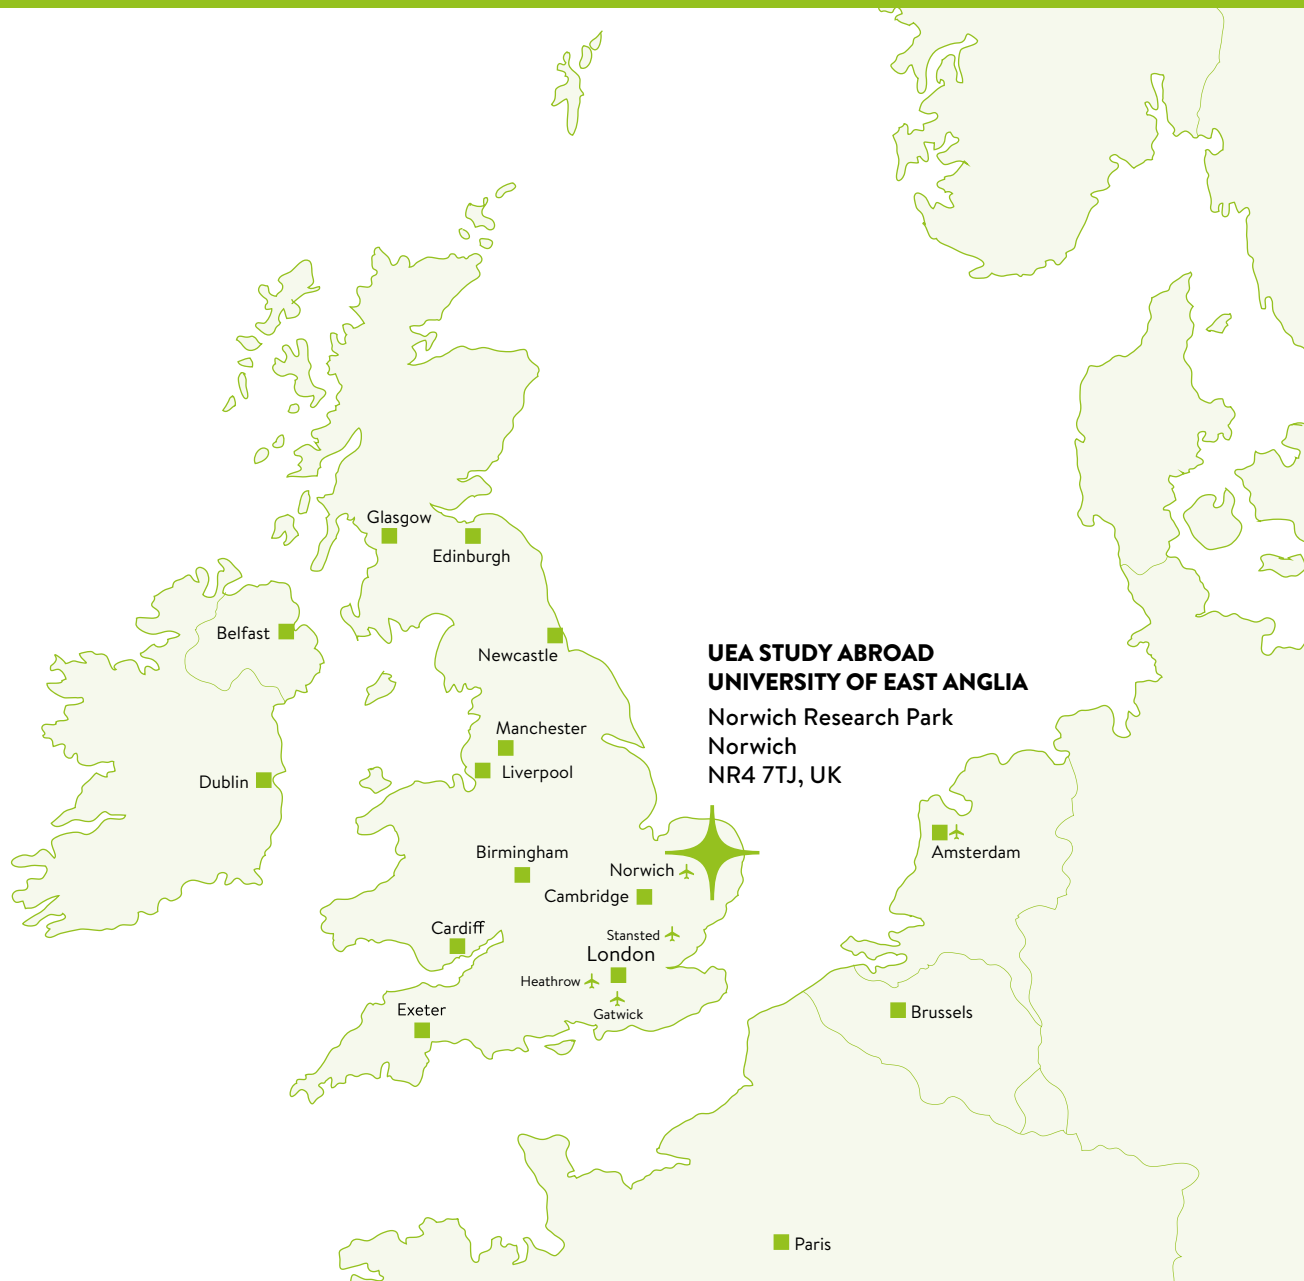 Glasgow
Edinburgh
Belfast
Newcastle
UEA STUDY ABROAD
UNIVERSITY OF EAST ANGLIA
Norwich Research Park
Norwich
NR4 7TJ, UK
Manchester
Liverpool
Dublin
Birmingham
Norwich
Cambridge
Amsterdam
Cardiff
Stansted
London
Heathrow
Gatwick
Exeter
Brussels
Paris